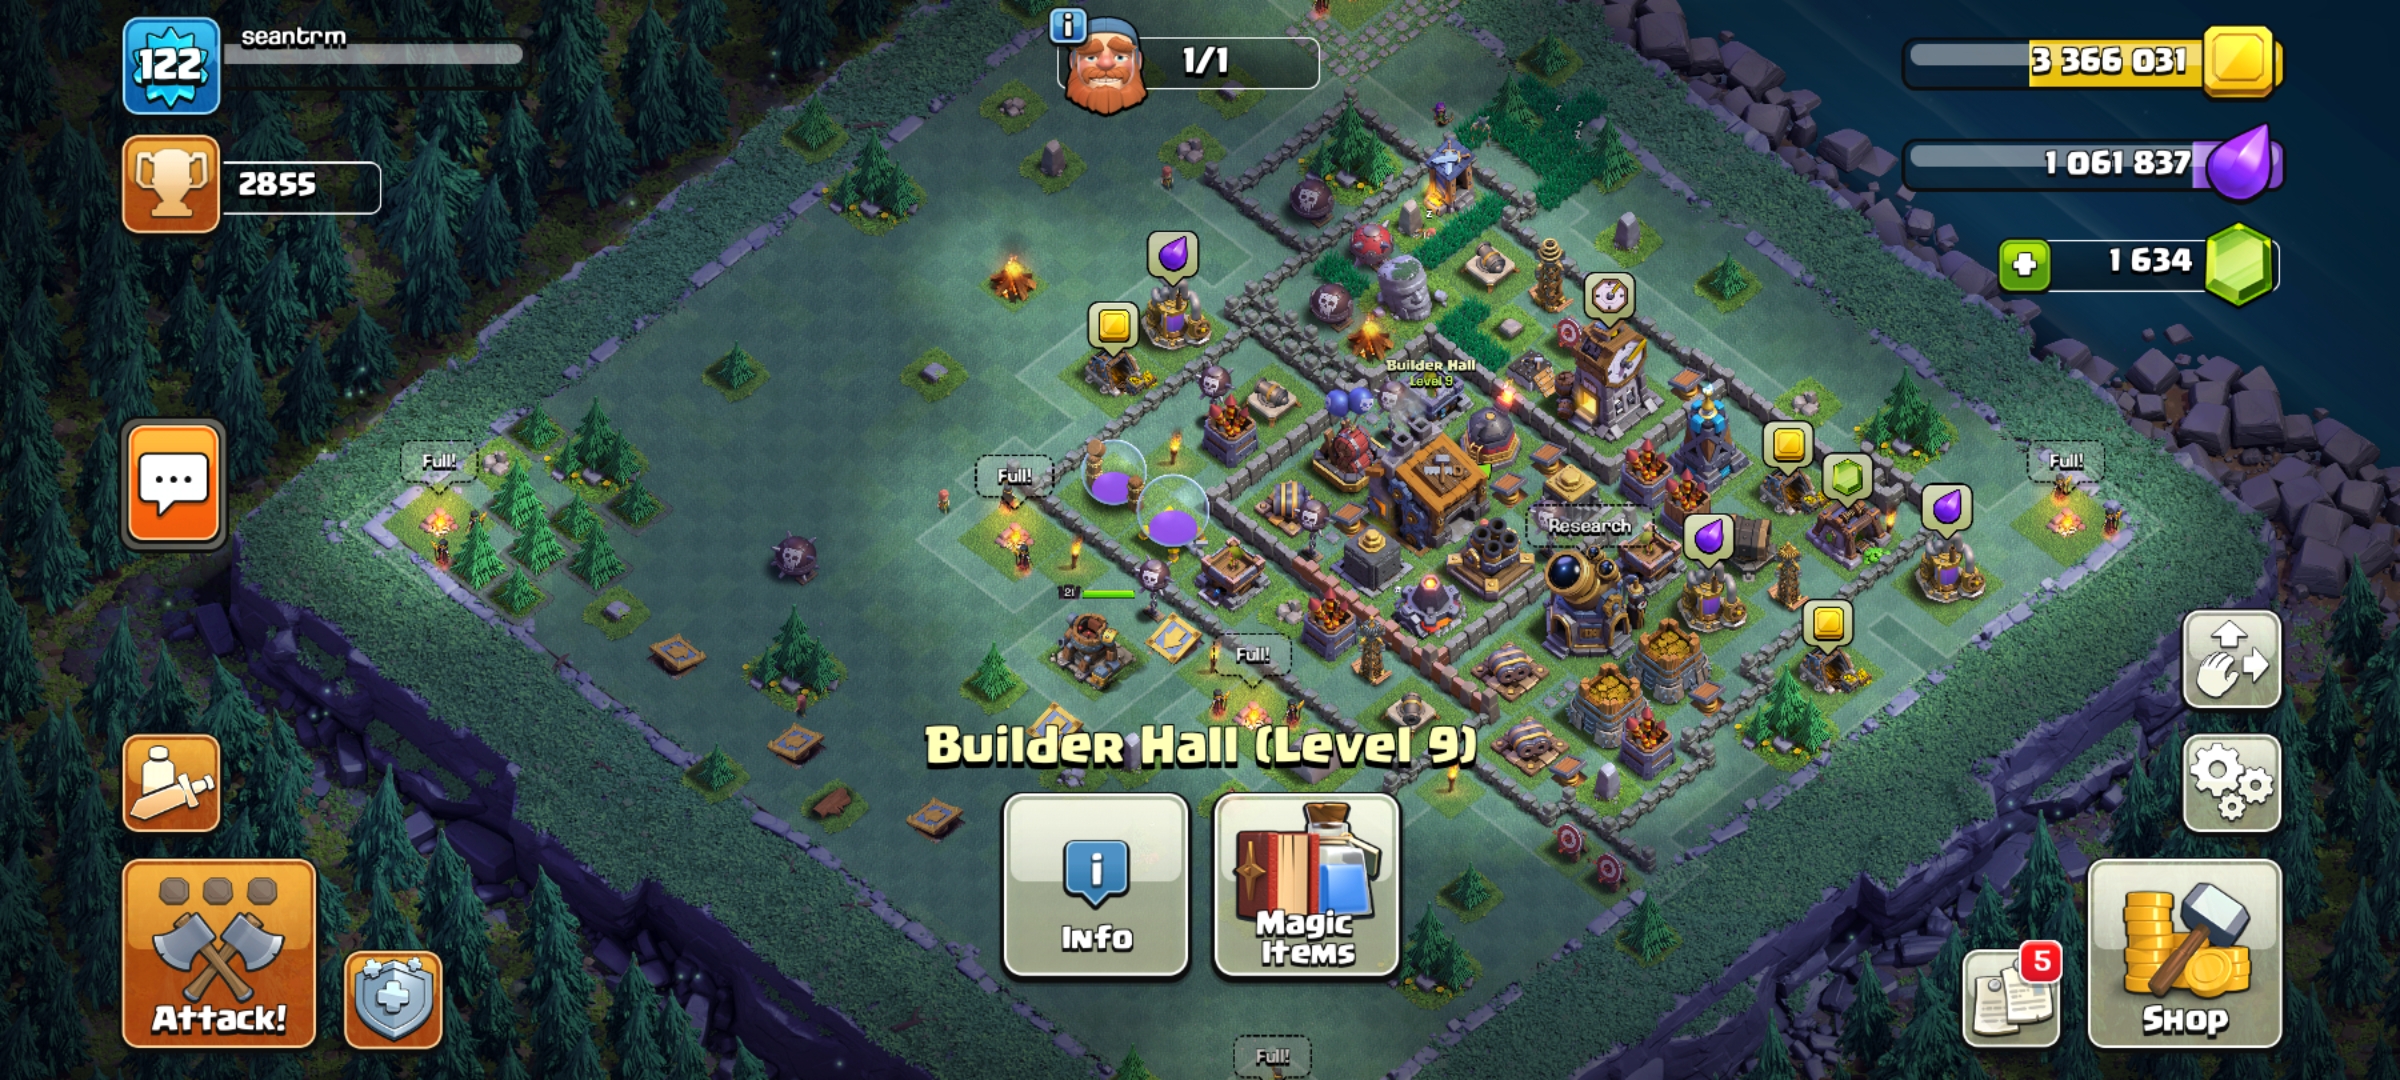 122
seantrm
1/1
3 366 031
2855
1 061 837
1 634
Builder Hall
Level 9
Full!
Full!
Full!
Research
21
Full!
Builder Hall (Level 9)
Info
Magic
Items
Attack!
5
Shop
Full!